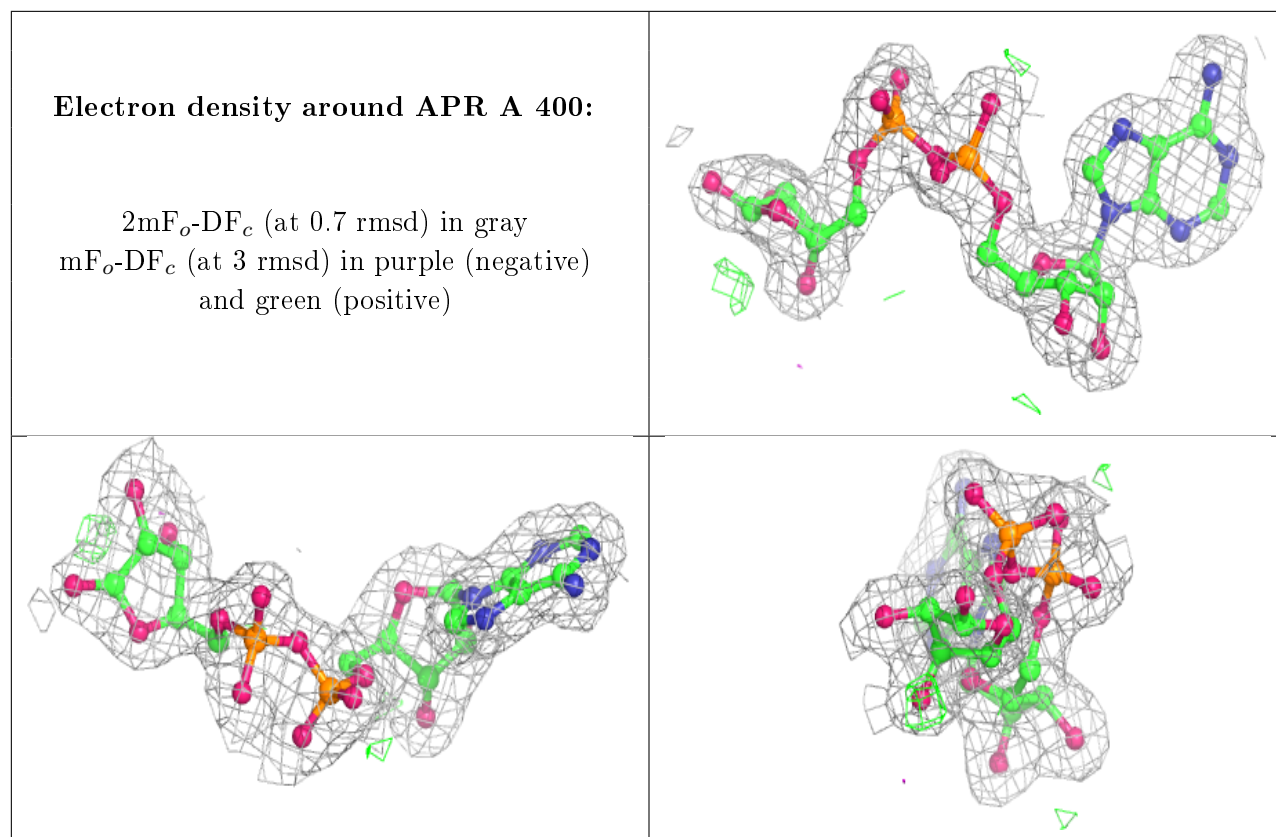 Electron density around APR A 400:
2mFₒ-DF𝒸 (at 0.7 rmsd) in gray
mFₒ-DF𝒸 (at 3 rmsd) in purple (negative)
and green (positive)